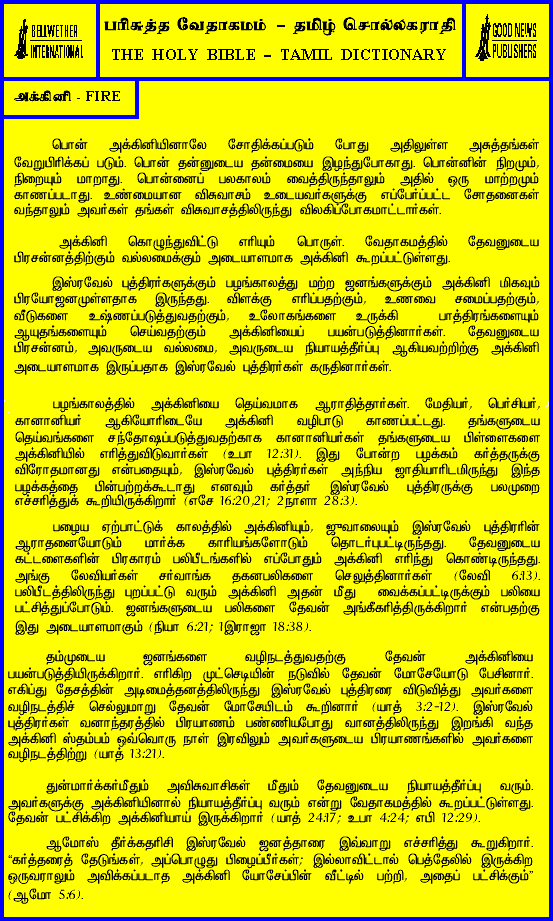 BELLWETHER
INTERNATIONAL
பரிசுத்த வேதாகமம் – தமிழ் சொல்லகராதி
THE HOLY BIBLE – TAMIL DICTIONARY
GOOD NEWS
PUBLISHERS
அக்கினி - FIRE
பொன் அக்கினியினாலே சோதிக்கப்படும் போது அதிலுள்ள அசுத்தங்கள்
வேறுபிரிக்கப் படும். பொன் தன்னுடைய தன்மையை இழந்துபோகாது. பொன்னின் நிறமும்,
நிறையும் மாறாது. பொன்னைப் பலகாலம் வைத்திருந்தாலும் அதில் ஒரு மாற்றமும்
காணப்படாது. உண்மையான விசுவாசம் உடையவர்களுக்கு எப்பேர்ப்பட்ட சோதனைகள்
வந்தாலும் அவர்கள் தங்கள் விசுவாசத்திலிருந்து விலகிப்போகமாட்டார்கள்.
அக்கினி கொழுந்துவிட்டு எரியும் பொருள். வேதாகமத்தில் தேவனுடைய
பிரசன்னத்திற்கும் வல்லமைக்கும் அடையாளமாக அக்கினி கூறப்பட்டுள்ளது.
இஸ்ரவேல் புத்திரர்களுக்கும் பழங்காலத்து மற்ற ஜனங்களுக்கும் அக்கினி மிகவும்
பிரயோஜனமுள்ளதாக இருந்தது. விளக்கு எரிப்பதற்கும், உணவை சமைப்பதற்கும்,
வீடுகளை உஷ்ணப்படுத்துவதற்கும், உலோகங்களை உருக்கி பாத்திரங்களையும்
ஆயுதங்களையும் செய்வதற்கும் அக்கினியைப் பயன்படுத்தினார்கள். தேவனுடைய
பிரசன்னம், அவருடைய வல்லமை, அவருடைய நியாயத்தீர்ப்பு ஆகியவற்றிற்கு அக்கினி
அடையாளமாக இருப்பதாக இஸ்ரவேல் புத்திரர்கள் கருதினார்கள்.
பழங்காலத்தில் அக்கினியை தெய்வமாக ஆராதித்தார்கள். மேதியர், பெர்சியர்,
கானானியர் ஆகியோரிடையே அக்கினி வழிபாடு காணப்பட்டது. தங்களுடைய
தெய்வங்களை சந்தோஷப்படுத்துவதற்காக கானானியர்கள் தங்களுடைய பிள்ளைகளை
அக்கினியில் எரித்துவிடுவார்கள் (உபா 12:31). இது போன்ற பழக்கம் கர்த்தருக்கு
விரோதமானது என்பதையும், இஸ்ரவேல் புத்திரர்கள் அந்நிய ஜாதியாரிடமிருந்து இந்த
பழக்கத்தை பின்பற்றக்கூடாது எனவும் கர்த்தர் இஸ்ரவேல் புத்திரருக்கு பலமுறை
எச்சரித்துக் கூறியிருக்கிறார் (எசே 16:20,21; 2நாளா 28:3).
பழைய ஏற்பாட்டுக் காலத்தில் அக்கினியும், ஜுவாலையும் இஸ்ரவேல் புத்திரரின்
ஆராதனையோடும் மார்க்க காரியங்களோடும் தொடர்புபட்டிருந்தது. தேவனுடைய
கட்டளைகளின் பிரகாரம் பலிபீடங்களில் எப்போதும் அக்கினி எரிந்து கொண்டிருந்தது.
அங்கு லேவியர்கள் சர்வாங்க தகனபலிகளை செலுத்தினார்கள் (லேவி 6:13).
பலிபீடத்திலிருந்து புறப்பட்டு வரும் அக்கினி அதன் மீது வைக்கப்பட்டிருக்கும் பலியை
பட்சித்துப்போடும். ஜனங்களுடைய பலிகளை தேவன் அங்கீகரித்திருக்கிறார் என்பதற்கு
இது அடையாளமாகும் (நியா 6:21; 1இராஜா 18:38).
தம்முடைய ஜனங்களை வழிநடத்துவதற்கு தேவன் அக்கினியை
பயன்படுத்தியிருக்கிறார். எரிகிற முட்செடியின் நடுவில் தேவன் மோசேயோடு பேசினார்.
எகிப்து தேசத்தின் அடிமைத்தனத்திலிருந்து இஸ்ரவேல் புத்திரரை விடுவித்து அவர்களை
வழிநடத்திச் செல்லுமாறு தேவன் மோசேயிடம் கூறினார் (யாத் 3:2-12). இஸ்ரவேல்
புத்திரர்கள் வனாந்தரத்தில் பிரயாணம் பண்ணியபோது வானத்திலிருந்து இறங்கி வந்த
அக்கினி ஸ்தம்பம் ஒவ்வொரு நாள் இரவிலும் அவர்களுடைய பிரயாணங்களில் அவர்களை
வழிநடத்திற்று (யாத் 13:21).
துன்மார்க்கர்மீதும் அவிசுவாசிகள் மீதும் தேவனுடைய நியாயத்தீர்ப்பு வரும்.
அவர்களுக்கு அக்கினியினால் நியாயத்தீர்ப்பு வரும் என்று வேதாகமத்தில் கூறப்பட்டுள்ளது.
தேவன் பட்சிக்கிற அக்கினியாய் இருக்கிறார் (யாத் 24:17; உபா 4:24; எபி 12:29).
ஆமோஸ் தீர்க்கதரிசி இஸ்ரவேல் ஜனத்தாரை இவ்வாறு எச்சரித்து கூறுகிறார்.
“கர்த்தரைத் தேடுங்கள், அப்பொழுது பிழைப்பீர்கள்; இல்லாவிட்டால் பெத்தேலில் இருக்கிற
ஒருவராலும் அவிக்கப்படாத அக்கினி யோசேப்பின் வீட்டில் பற்றி, அதைப் பட்சிக்கும்”
(ஆமோ 5:6).